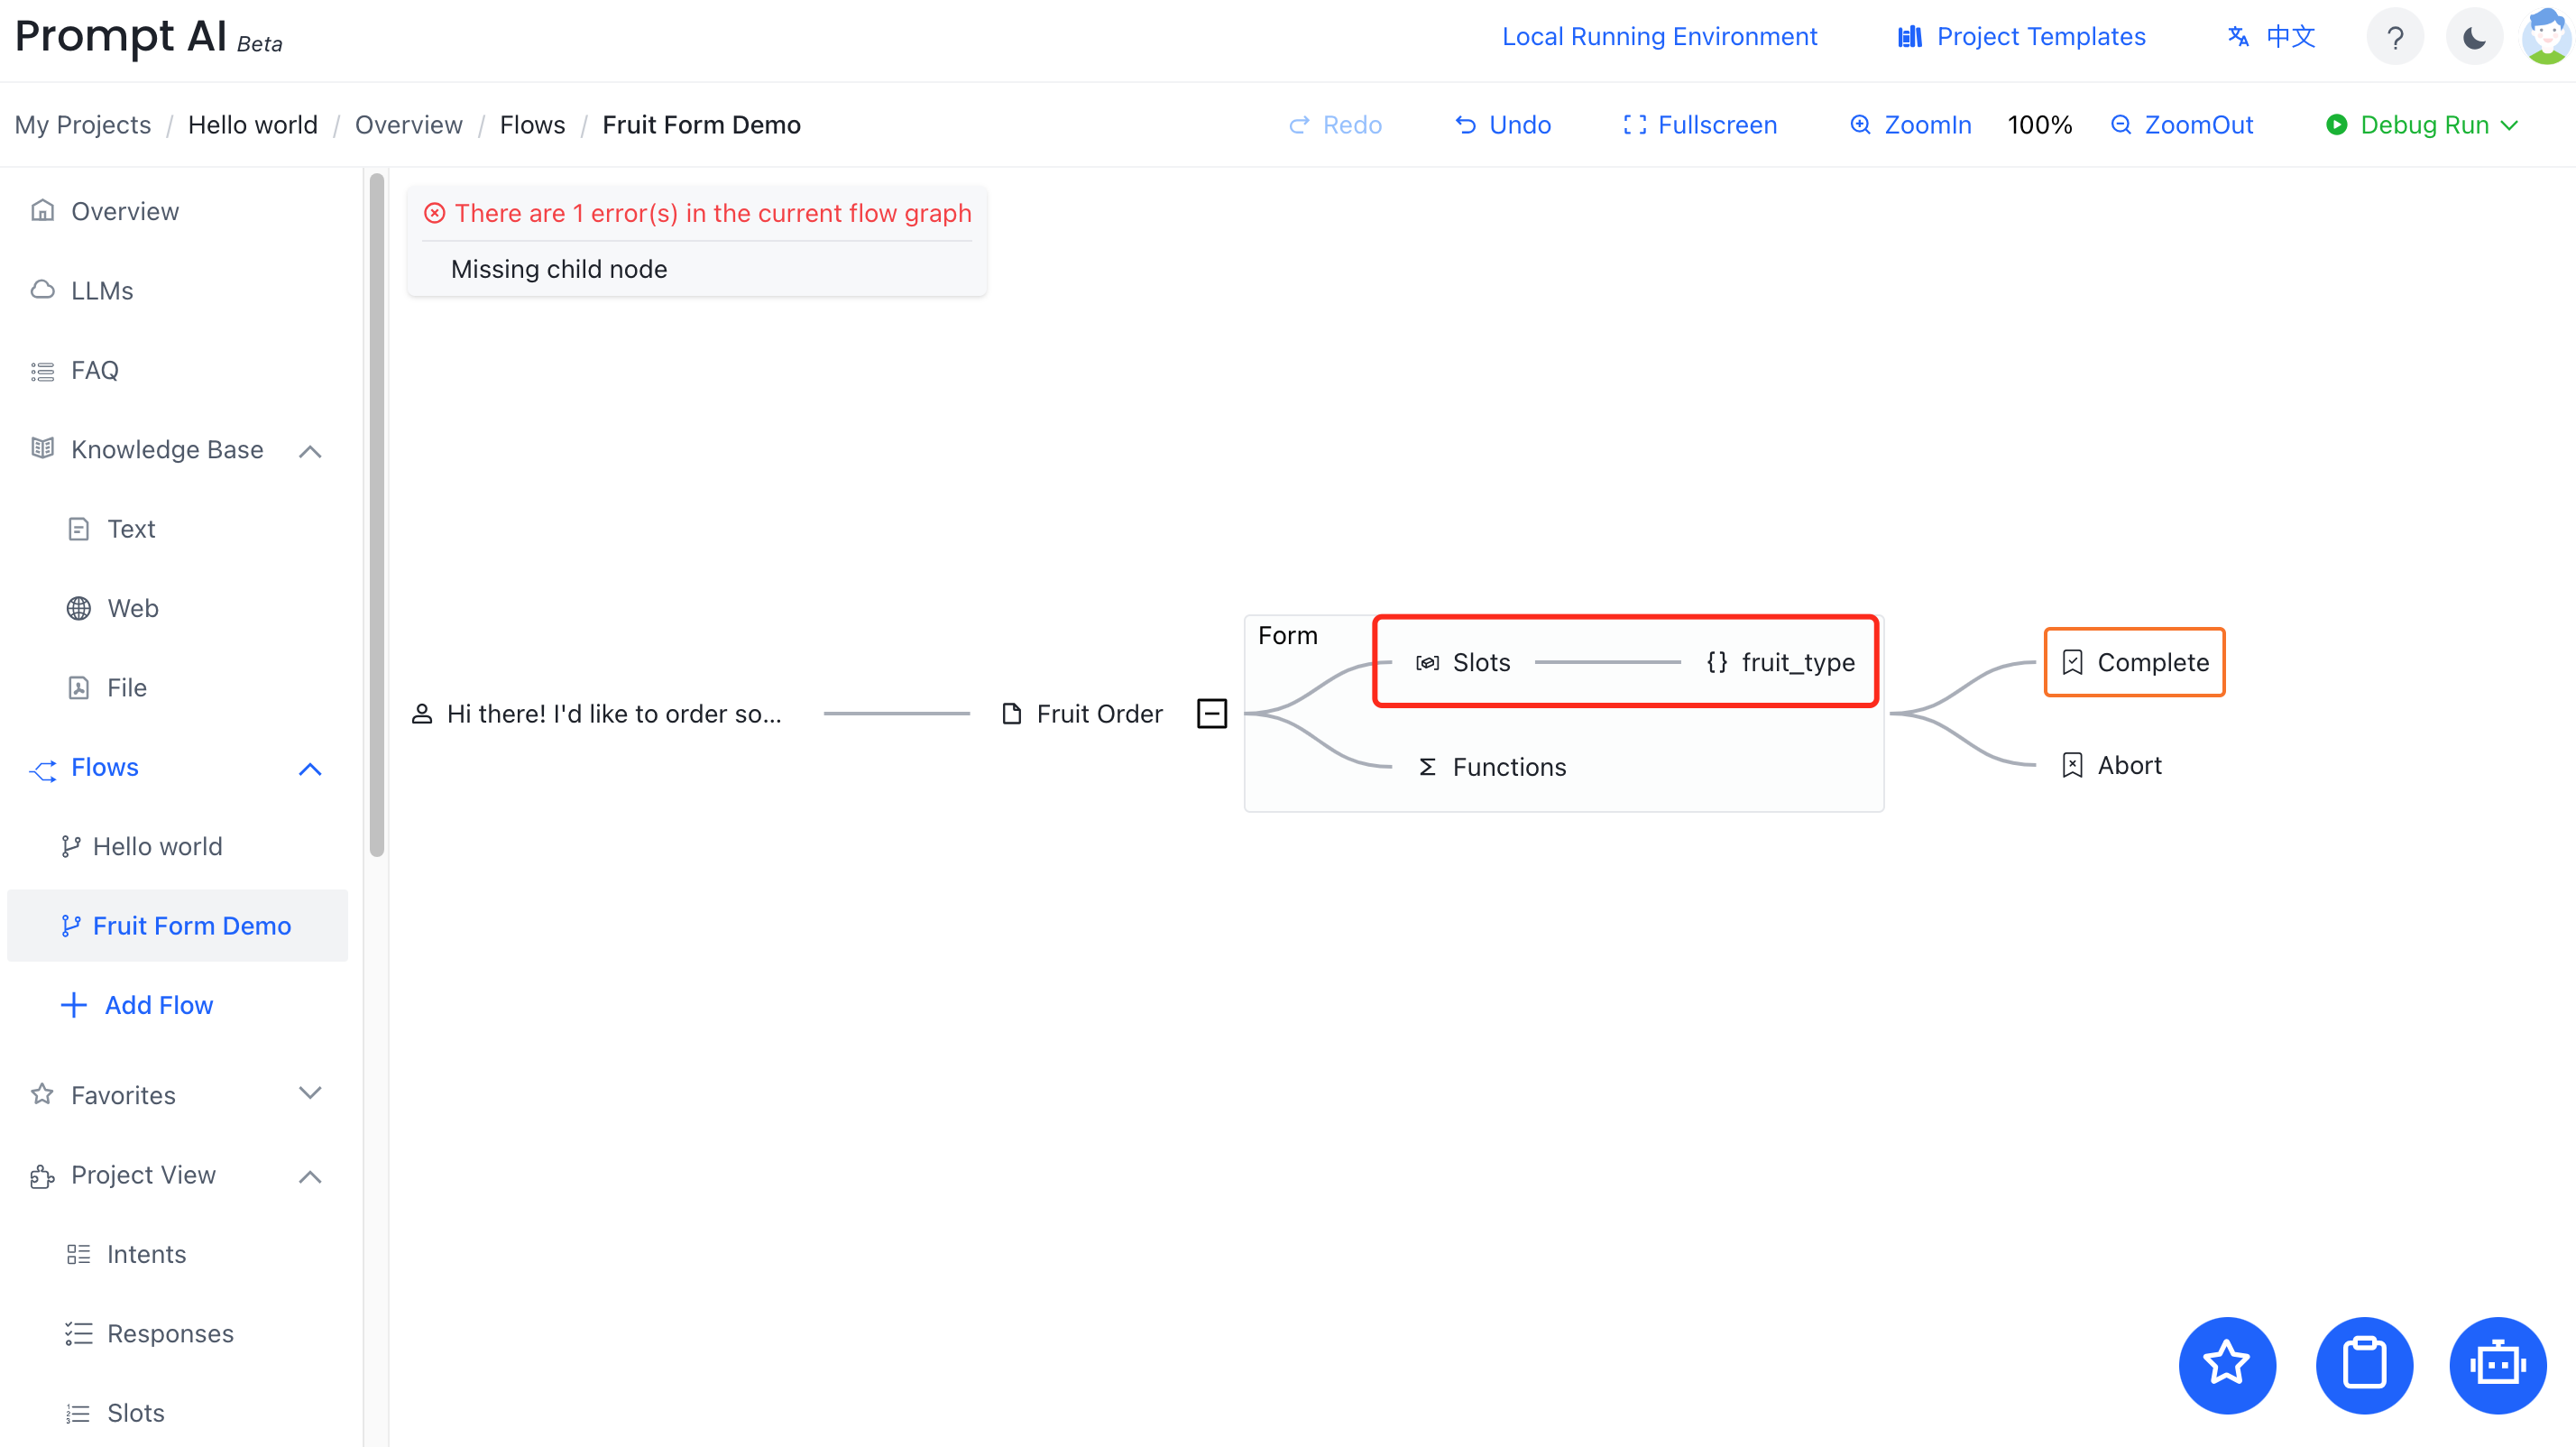 Prompt AI Beta
Local Running Environment
Project Templates
中文
?
My Projects / Hello world / Overview / Flows / Fruit Form Demo
Redo
Undo
Fullscreen
ZoomIn
100%
ZoomOut
Debug Run
Overview
LLMs
FAQ
Knowledge Base
Text
Web
File
Flows
Hello world
Fruit Form Demo
Add Flow
Favorites
Project View
Intents
Responses
Slots
There are 1 error(s) in the current flow graph
Missing child node
Hi there! I'd like to order so...
Fruit Order
Form
Slots
{} fruit_type
Functions
Complete
Abort